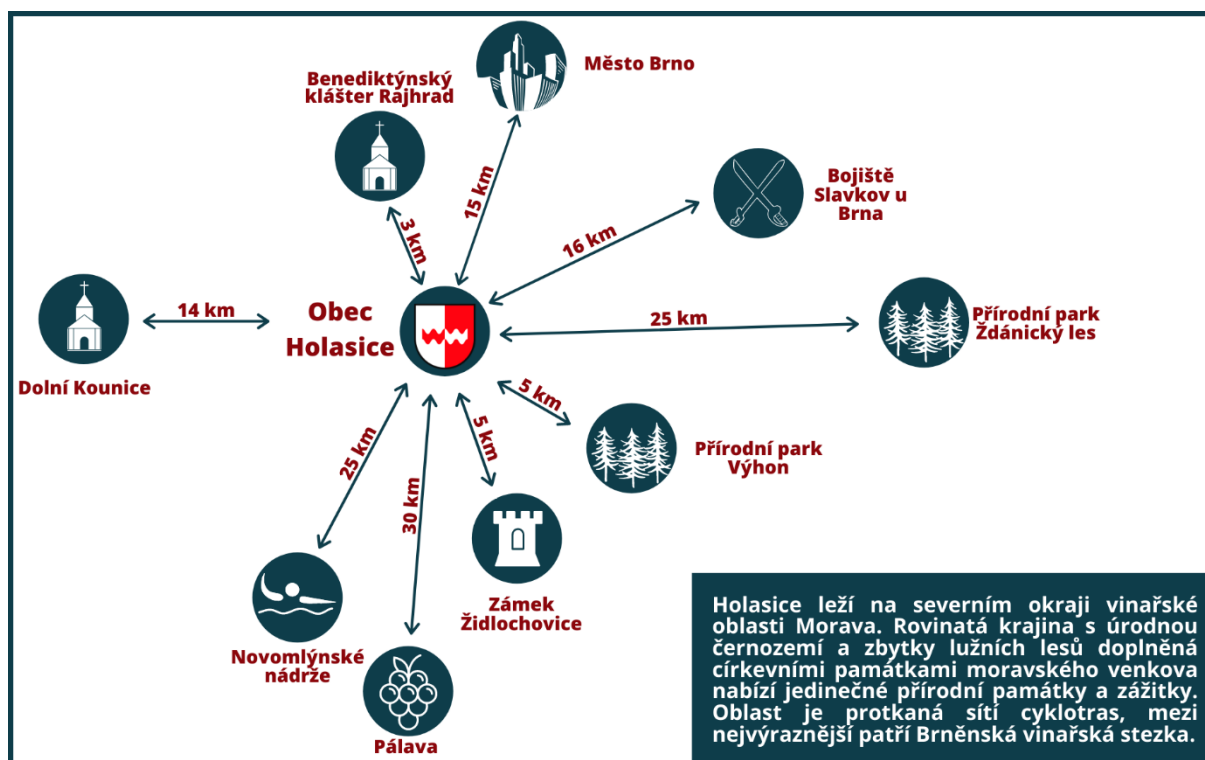 Město Brno
Benediktýnský
klášter Rajhrad
Bojiště
Slavkov u
Brna
15 km
3 km
16 km
14 km
Obec
Holasice
25 km
Přírodní park
Ždánický les
Dolní Kounice
5 km
5 km
25 km
30 km
Přírodní park
Výhon
Zámek
Židlochovice
Novomlýnské
nádrže
Pálava
Holasice leží na severním okraji vinařské
oblasti Morava. Rovinatá krajina s úrodnou
černozemí a zbytky lužních lesů doplněná
církevními památkami moravského venkova
nabízí jedinečné přírodní památky a zážitky.
Oblast je protkaná sítí cyklotras, mezi
nejvýraznější patří Brněnská vinařská stezka.